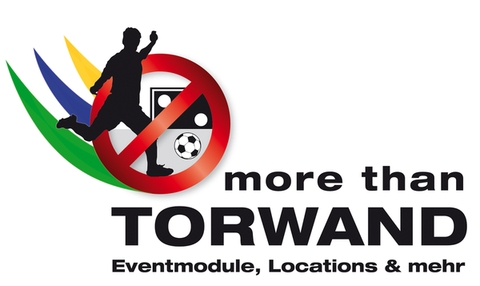 more than
TORWAND
Eventmodule, Locations & mehr